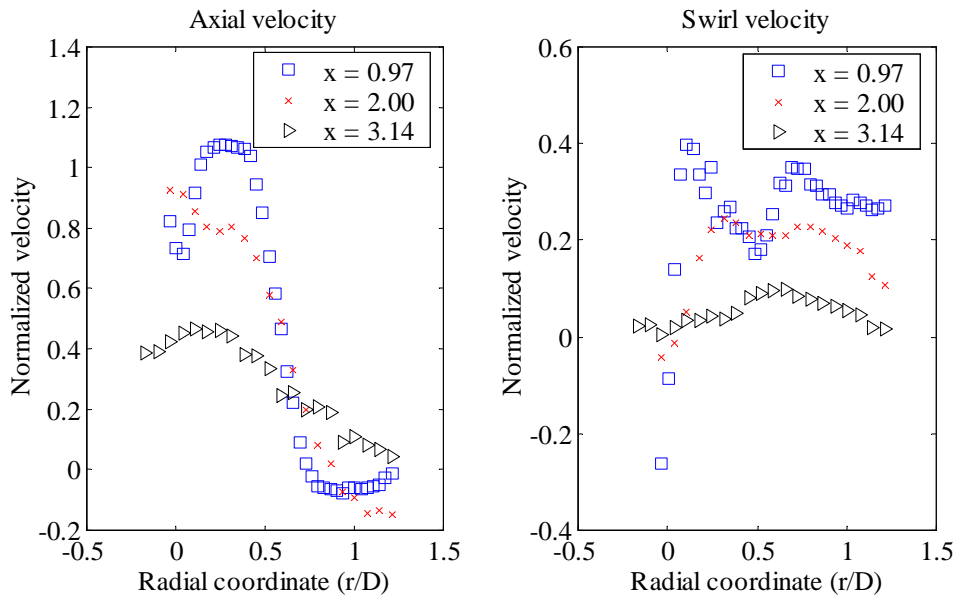 Axial velocity
1.4
1.2
1
0.8
0.6
0.4
0.2
0
-0.2
Normalized velocity
x = 0.97
x = 2.00
x = 3.14
-0.5 0 0.5 1 1.5
Radial coordinate (r/D)
Swirl velocity
0.6
0.4
0.2
0
-0.2
-0.4
Normalized velocity
x = 0.97
x = 2.00
x = 3.14
-0.5 0 0.5 1 1.5
Radial coordinate (r/D)